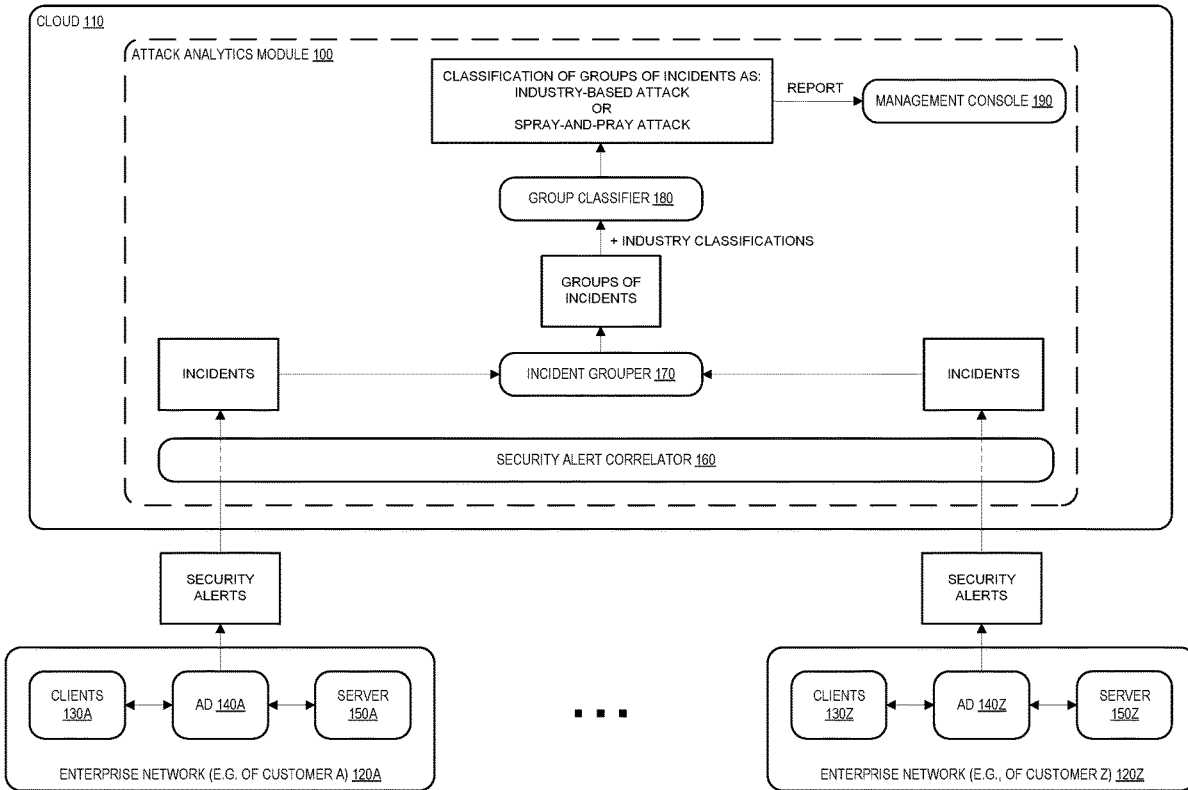 CLOUD 110
ATTACK ANALYTICS MODULE 100
CLASSIFICATION OF GROUPS OF INCIDENTS AS:
INDUSTRY-BASED ATTACK
OR
SPRAY-AND-PRAY ATTACK
REPORT
MANAGEMENT CONSOLE 190
GROUP CLASSIFIER 180
+ INDUSTRY CLASSIFICATIONS
GROUPS OF
INCIDENTS
INCIDENTS
INCIDENT GROUPER 170
INCIDENTS
SECURITY ALERT CORRELATOR 160
SECURITY
ALERTS
SECURITY
ALERTS
CLIENTS
130A
AD 140A
SERVER
150A
ENTERPRISE NETWORK (E.G. OF CUSTOMER A) 120A
CLIENTS
130Z
AD 140Z
SERVER
150Z
ENTERPRISE NETWORK (E.G., OF CUSTOMER Z) 120Z